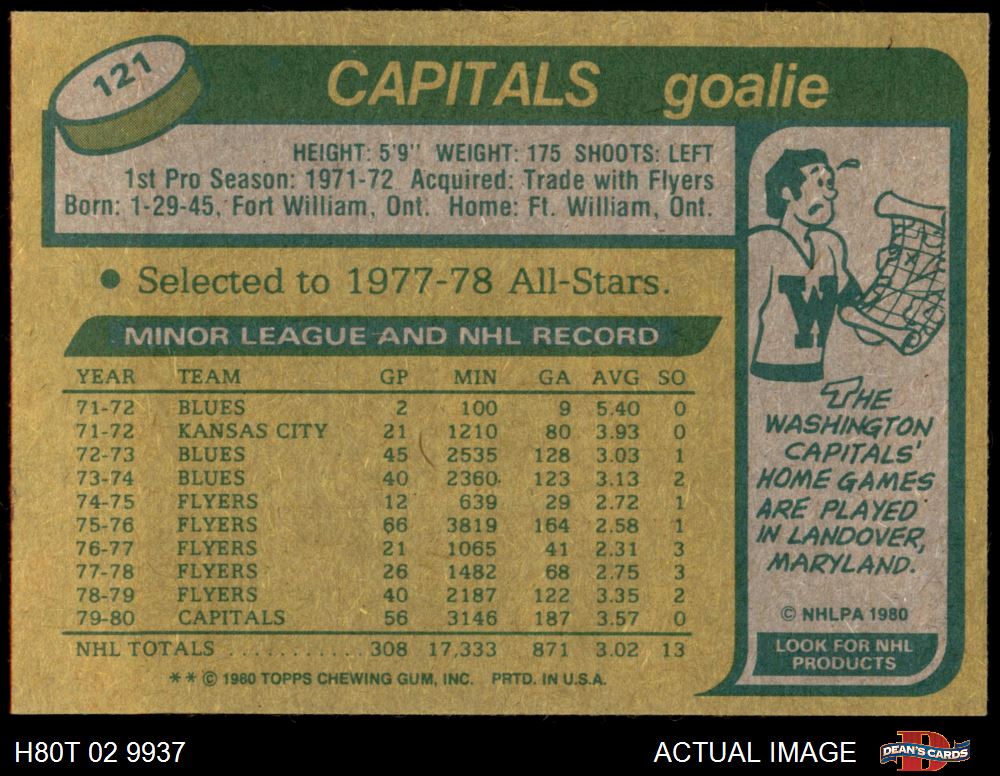 121
CAPITALS goalie
HEIGHT: 5'9" WEIGHT: 175 SHOOTS: LEFT
1st Pro Season: 1971-72 Acquired: Trade with Flyers
Born: 1-29-45, Fort William, Ont. Home: Ft. William, Ont.
• Selected to 1977-78 All-Stars.
MINOR LEAGUE AND NHL RECORD
YEAR TEAM GP MIN GA AVG SO
71-72 BLUES 2 100 9 5.40 0
71-72 KANSAS CITY 21 1210 80 3.93 0
72-73 BLUES 45 2535 128 3.03 1
73-74 BLUES 40 2360 123 3.13 2
74-75 FLYERS 12 639 29 2.72 1
75-76 FLYERS 66 3819 164 2.58 1
76-77 FLYERS 21 1065 41 2.31 3
77-78 FLYERS 26 1482 68 2.75 3
78-79 FLYERS 40 2187 122 3.35 2
79-80 CAPITALS 56 3146 187 3.57 0
NHL TOTALS ........... 308 17,333 871 3.02 13
** © 1980 TOPPS CHEWING GUM, INC. PRTD. IN U.S.A.
W
THE
WASHINGTON
CAPITALS'
HOME GAMES
ARE PLAYED
IN LANDOVER,
MARYLAND.
© NHLPA 1980
LOOK FOR NHL
PRODUCTS
H80T 02 9937
ACTUAL IMAGE
D
DEAN'S CARDS